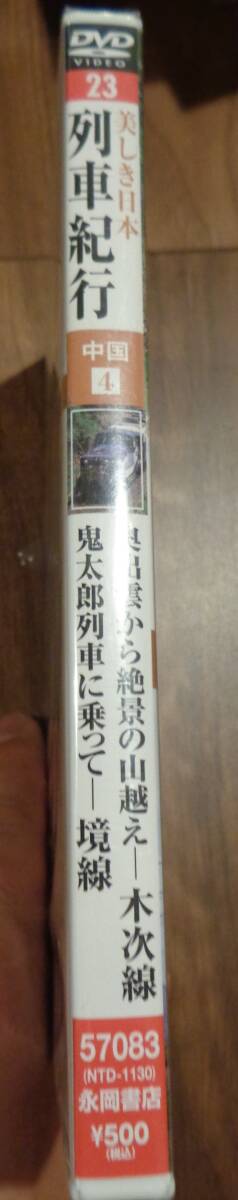 DVD
VIDEO
23
美しき日本
列車紀行
中国
4
奥出雲から絶景の山越え―木次線
鬼太郎列車に乗って―境線
57083
(NTD-1130)
永岡書店
¥500
(税込)